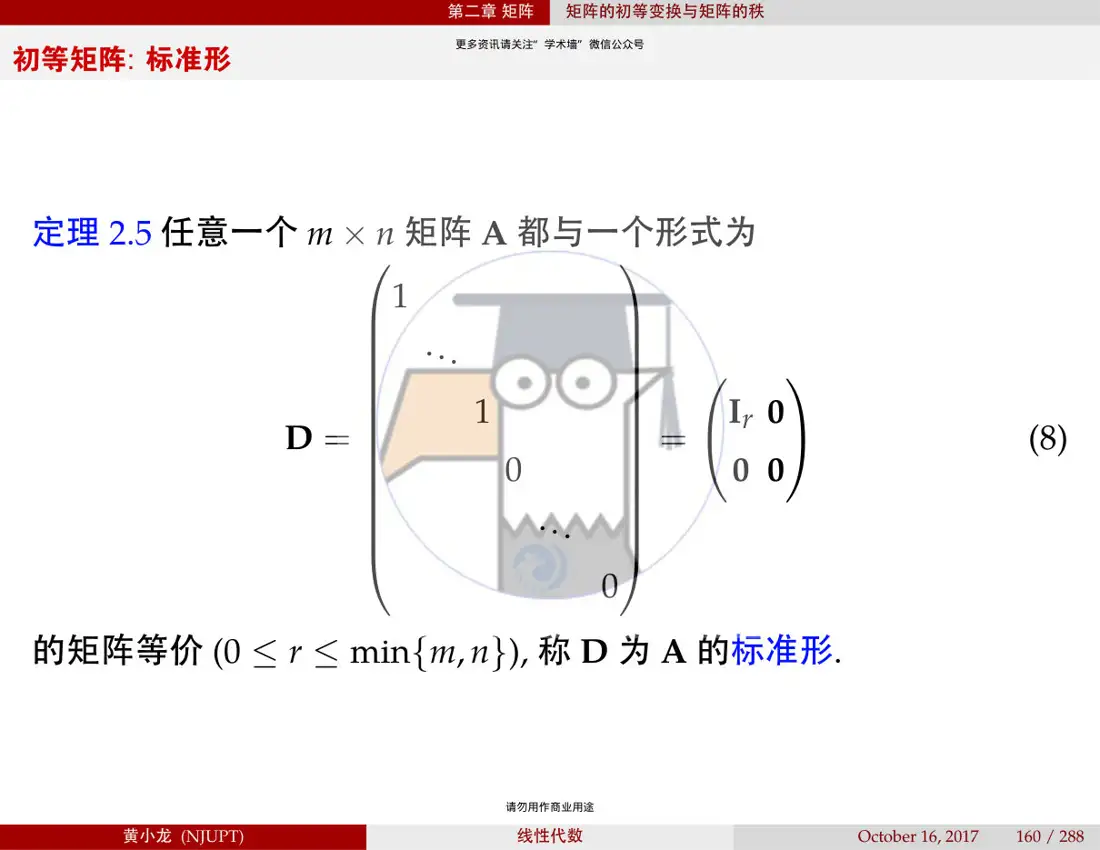 第二章 矩阵 矩阵的初等变换与矩阵的秩
更多资讯请关注“学术墙”微信公众号
初等矩阵: 标准形
定理 2.5 任意一个 m × n 矩阵 A 都与一个形式为
1
⋱
1
D = = (I_r 0
0
0 0) (8)
⋱
0
的矩阵等价 (0 ≤ r ≤ min{m, n}), 称 D 为 A 的标准形.
请勿用作商业用途
黄小龙 (NJUPT) 线性代数 October 16, 2017 160 / 288